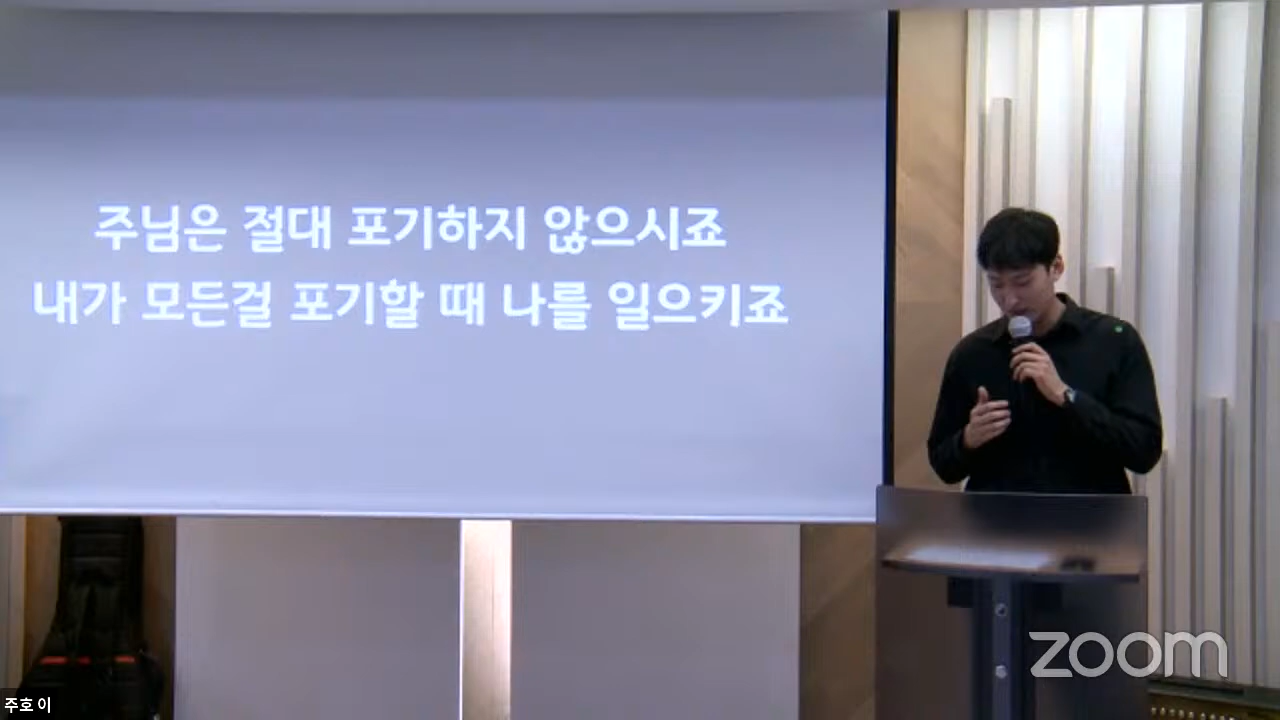 주님은 절대 포기하지 않으시죠
내가 모든걸 포기할 때 나를 일으키죠
zoom
주호 이